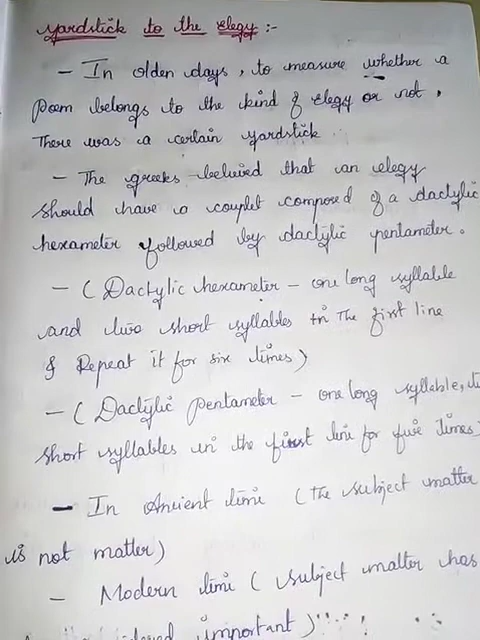 Yardstick to the Elegy :-
- In olden days, to measure whether a
Poem belongs to the kind of Elegy or not,
There was a certain yardstick
- The greeks believed that an elegy
should have a couplet composed of a dactylic
hexameter followed by dactylic pentameter.
- (Dactylic hexameter - one long syllable
and two short syllables in The first line
& Repeat it for six times)
- (Dactylic Pentameter - one long syllable,
short syllables in the first line for five times)
- In Ancient time (The subject matter
is not matter)
- Modern time (subject matter has
important)